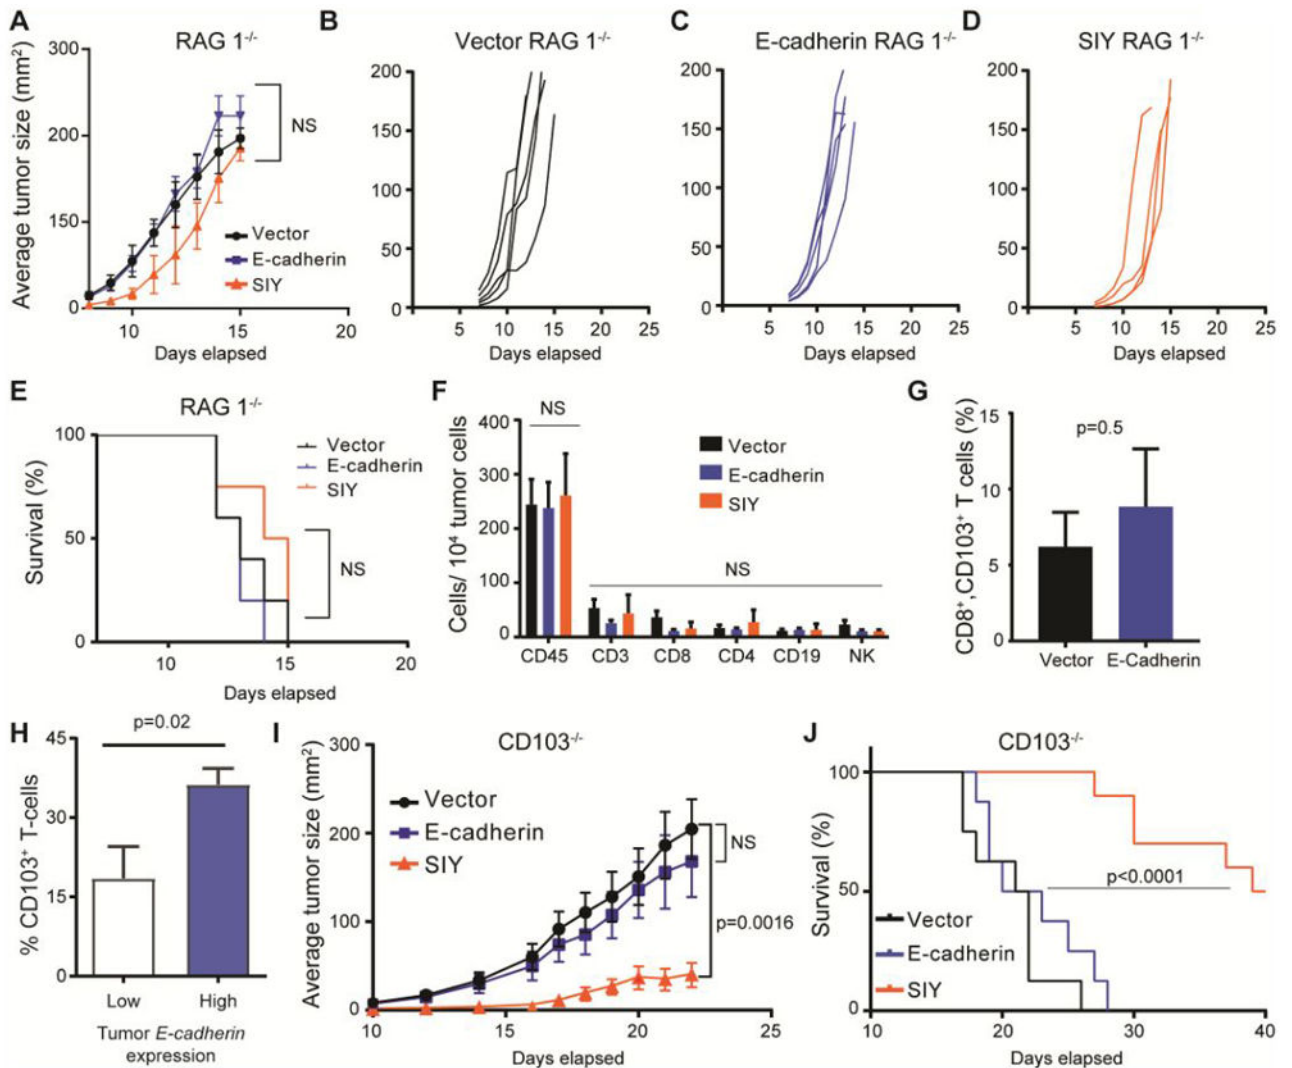 A
RAG 1-/-
Average tumor size (mm2)
300
200
150
0
10
15
20
Days elapsed
NS
Vector
E-cadherin
SIY
B
Vector RAG 1-/-
200
150
100
50
0
5
10
15
20
25
Days elapsed
C
E-cadherin RAG 1-/-
200
150
100
50
0
5
10
15
20
25
Days elapsed
D
SIY RAG 1-/-
200
150
100
50
0
5
10
15
20
25
Days elapsed
E
RAG 1-/-
Survival (%)
100
50
0
10
15
20
Days elapsed
Vector
E-cadherin
SIY
NS
F
Cells/ 10⁴ tumor cells
400
300
200
100
0
NS
NS
Vector
E-cadherin
SIY
CD45
CD3
CD8
CD4
CD19
NK
G
CD8+,CD103+ T cells (%)
15
10
5
0
p=0.5
Vector
E-Cadherin
H
% CD103+ T-cells
p=0.02
45
30
15
0
Low
High
Tumor E-cadherin
expression
I
CD103-/-
Average tumor size (mm2)
300
200
100
0
10
15
20
25
Days elapsed
Vector
E-cadherin
SIY
NS
p=0.0016
J
CD103-/-
Survival (%)
100
50
0
10
20
30
40
Days elapsed
p<0.0001
Vector
E-cadherin
SIY